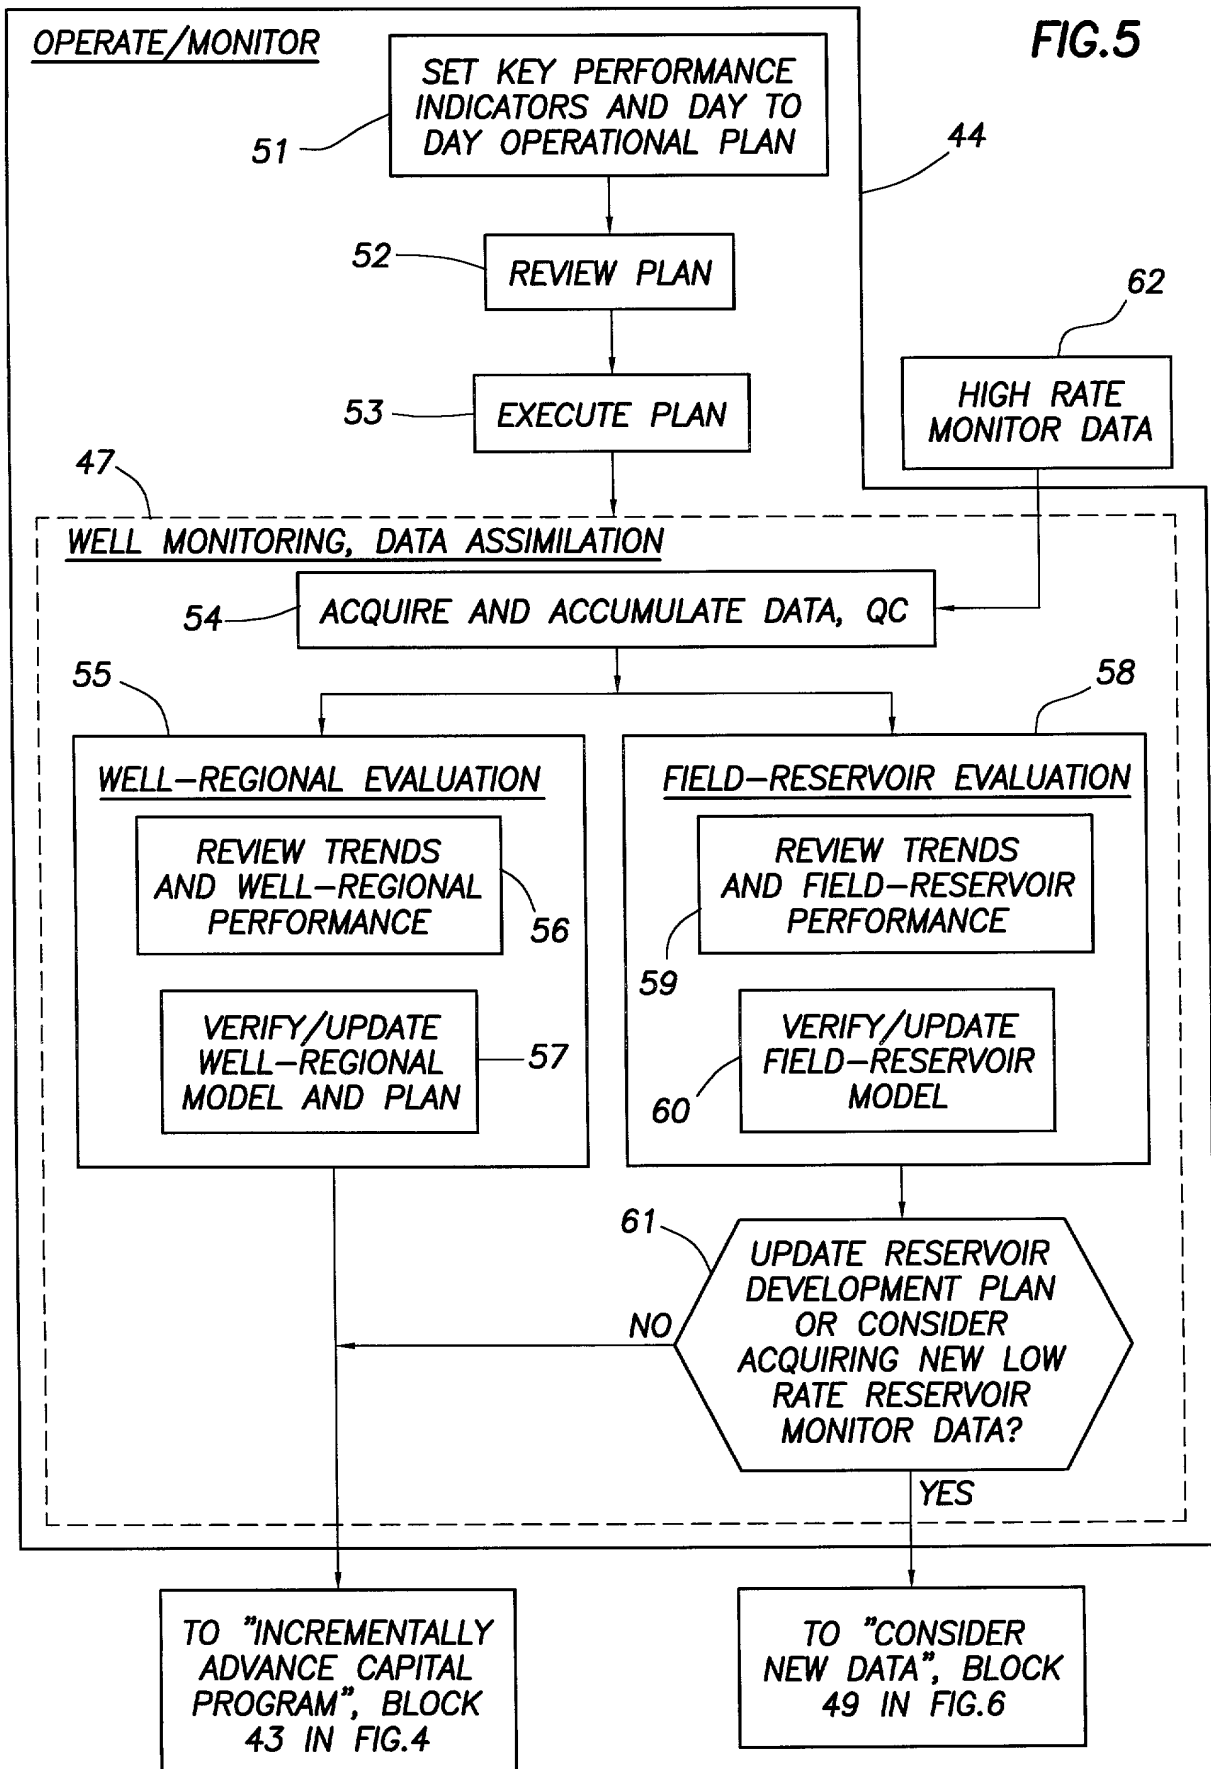 OPERATE/MONITOR
FIG.5
SET KEY PERFORMANCE
INDICATORS AND DAY TO
DAY OPERATIONAL PLAN
51
44
52
REVIEW PLAN
62
53
EXECUTE PLAN
HIGH RATE
MONITOR DATA
47
WELL MONITORING, DATA ASSIMILATION
54
ACQUIRE AND ACCUMULATE DATA, QC
55
58
WELL-REGIONAL EVALUATION
REVIEW TRENDS
AND WELL-REGIONAL
PERFORMANCE
56
VERIFY/UPDATE
WELL-REGIONAL
MODEL AND PLAN
57
FIELD-RESERVOIR EVALUATION
REVIEW TRENDS
AND FIELD-RESERVOIR
PERFORMANCE
59
VERIFY/UPDATE
FIELD-RESERVOIR
MODEL
60
61
UPDATE RESERVOIR
DEVELOPMENT PLAN
OR CONSIDER
ACQUIRING NEW LOW
RATE RESERVOIR
MONITOR DATA?
NO
YES
TO "INCREMENTALLY
ADVANCE CAPITAL
PROGRAM", BLOCK
43 IN FIG.4
TO "CONSIDER
NEW DATA", BLOCK
49 IN FIG.6